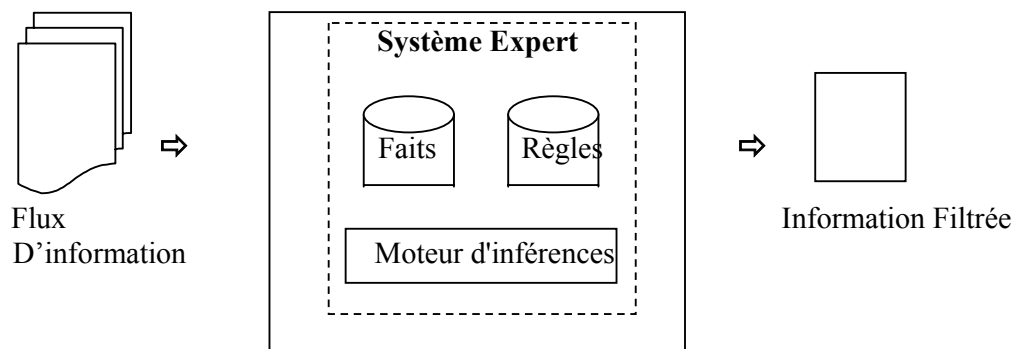 Système Expert
Faits
Règles
Moteur d'inférences
Flux
D’information
Information Filtrée